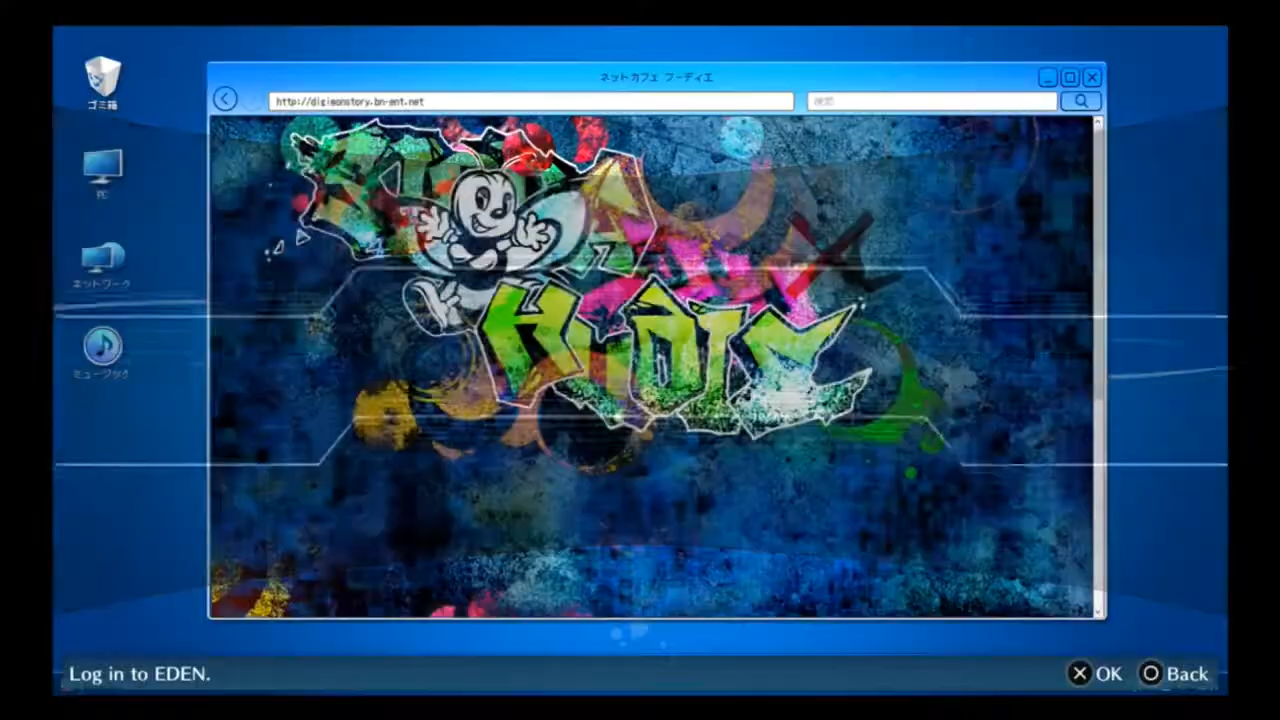 ネットカフェ フーディエ
http://digimonstory.bn-ent.net
検索
ゴミ箱
PC
ネットワーク
ミュージック
Log in to EDEN.
OK
Back